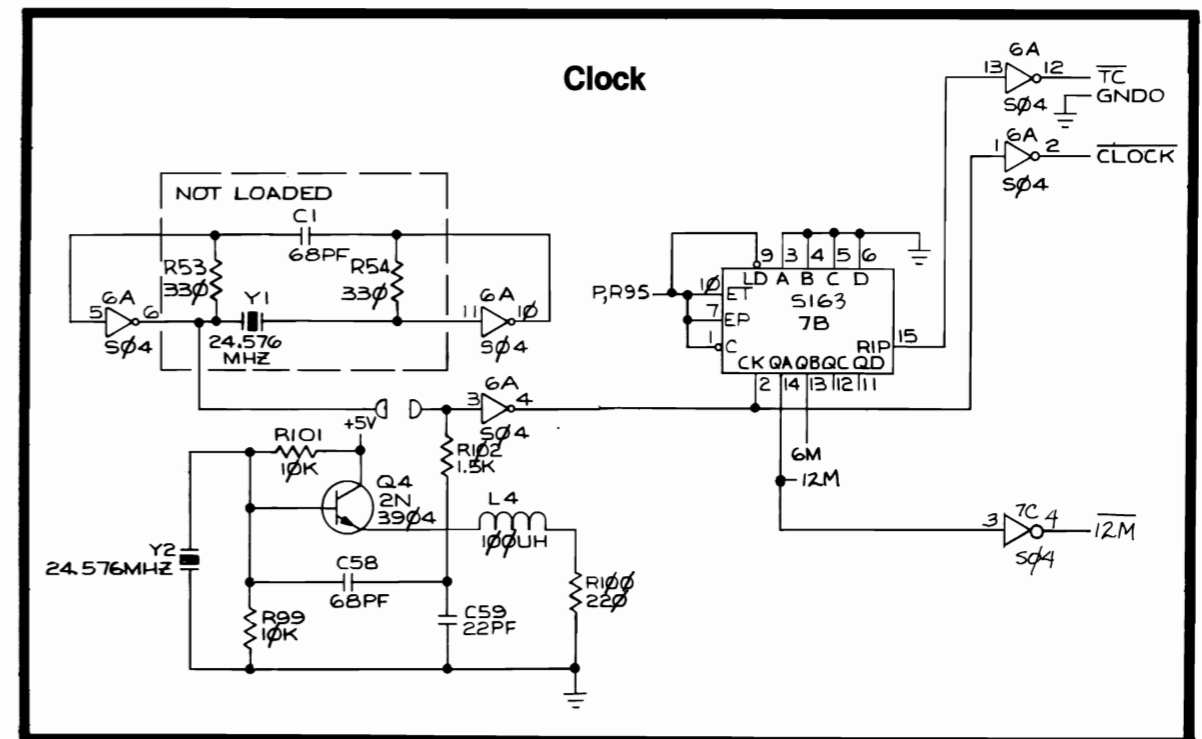 Clock
6A
13
12
TC
SØ4
GNDO
6A
1
2
CLOCK
SØ4
NOT LOADED
C1
68PF
R53
33Ø
R54
33Ø
Y1
24.576
MHZ
6A
5
6
SØ4
6A
11
1Ø
SØ4
P,R95
9
3
4
5
6
LD
A
B
C
D
1Ø
ET
S163
7
EP
7B
1
C
RIP
15
CK
QA
QB
QC
QD
2
14
13
12
11
6A
3
4
SØ4
+5V
R1Ø2
1.5K
R1Ø1
1ØK
Q4
2N
39Ø4
L4
1ØØUH
6M
12M
7C
3
4
SØ4
12M
Y2
24.576MHZ
C58
68PF
R99
1ØK
C59
22PF
R1ØØ
22Ø